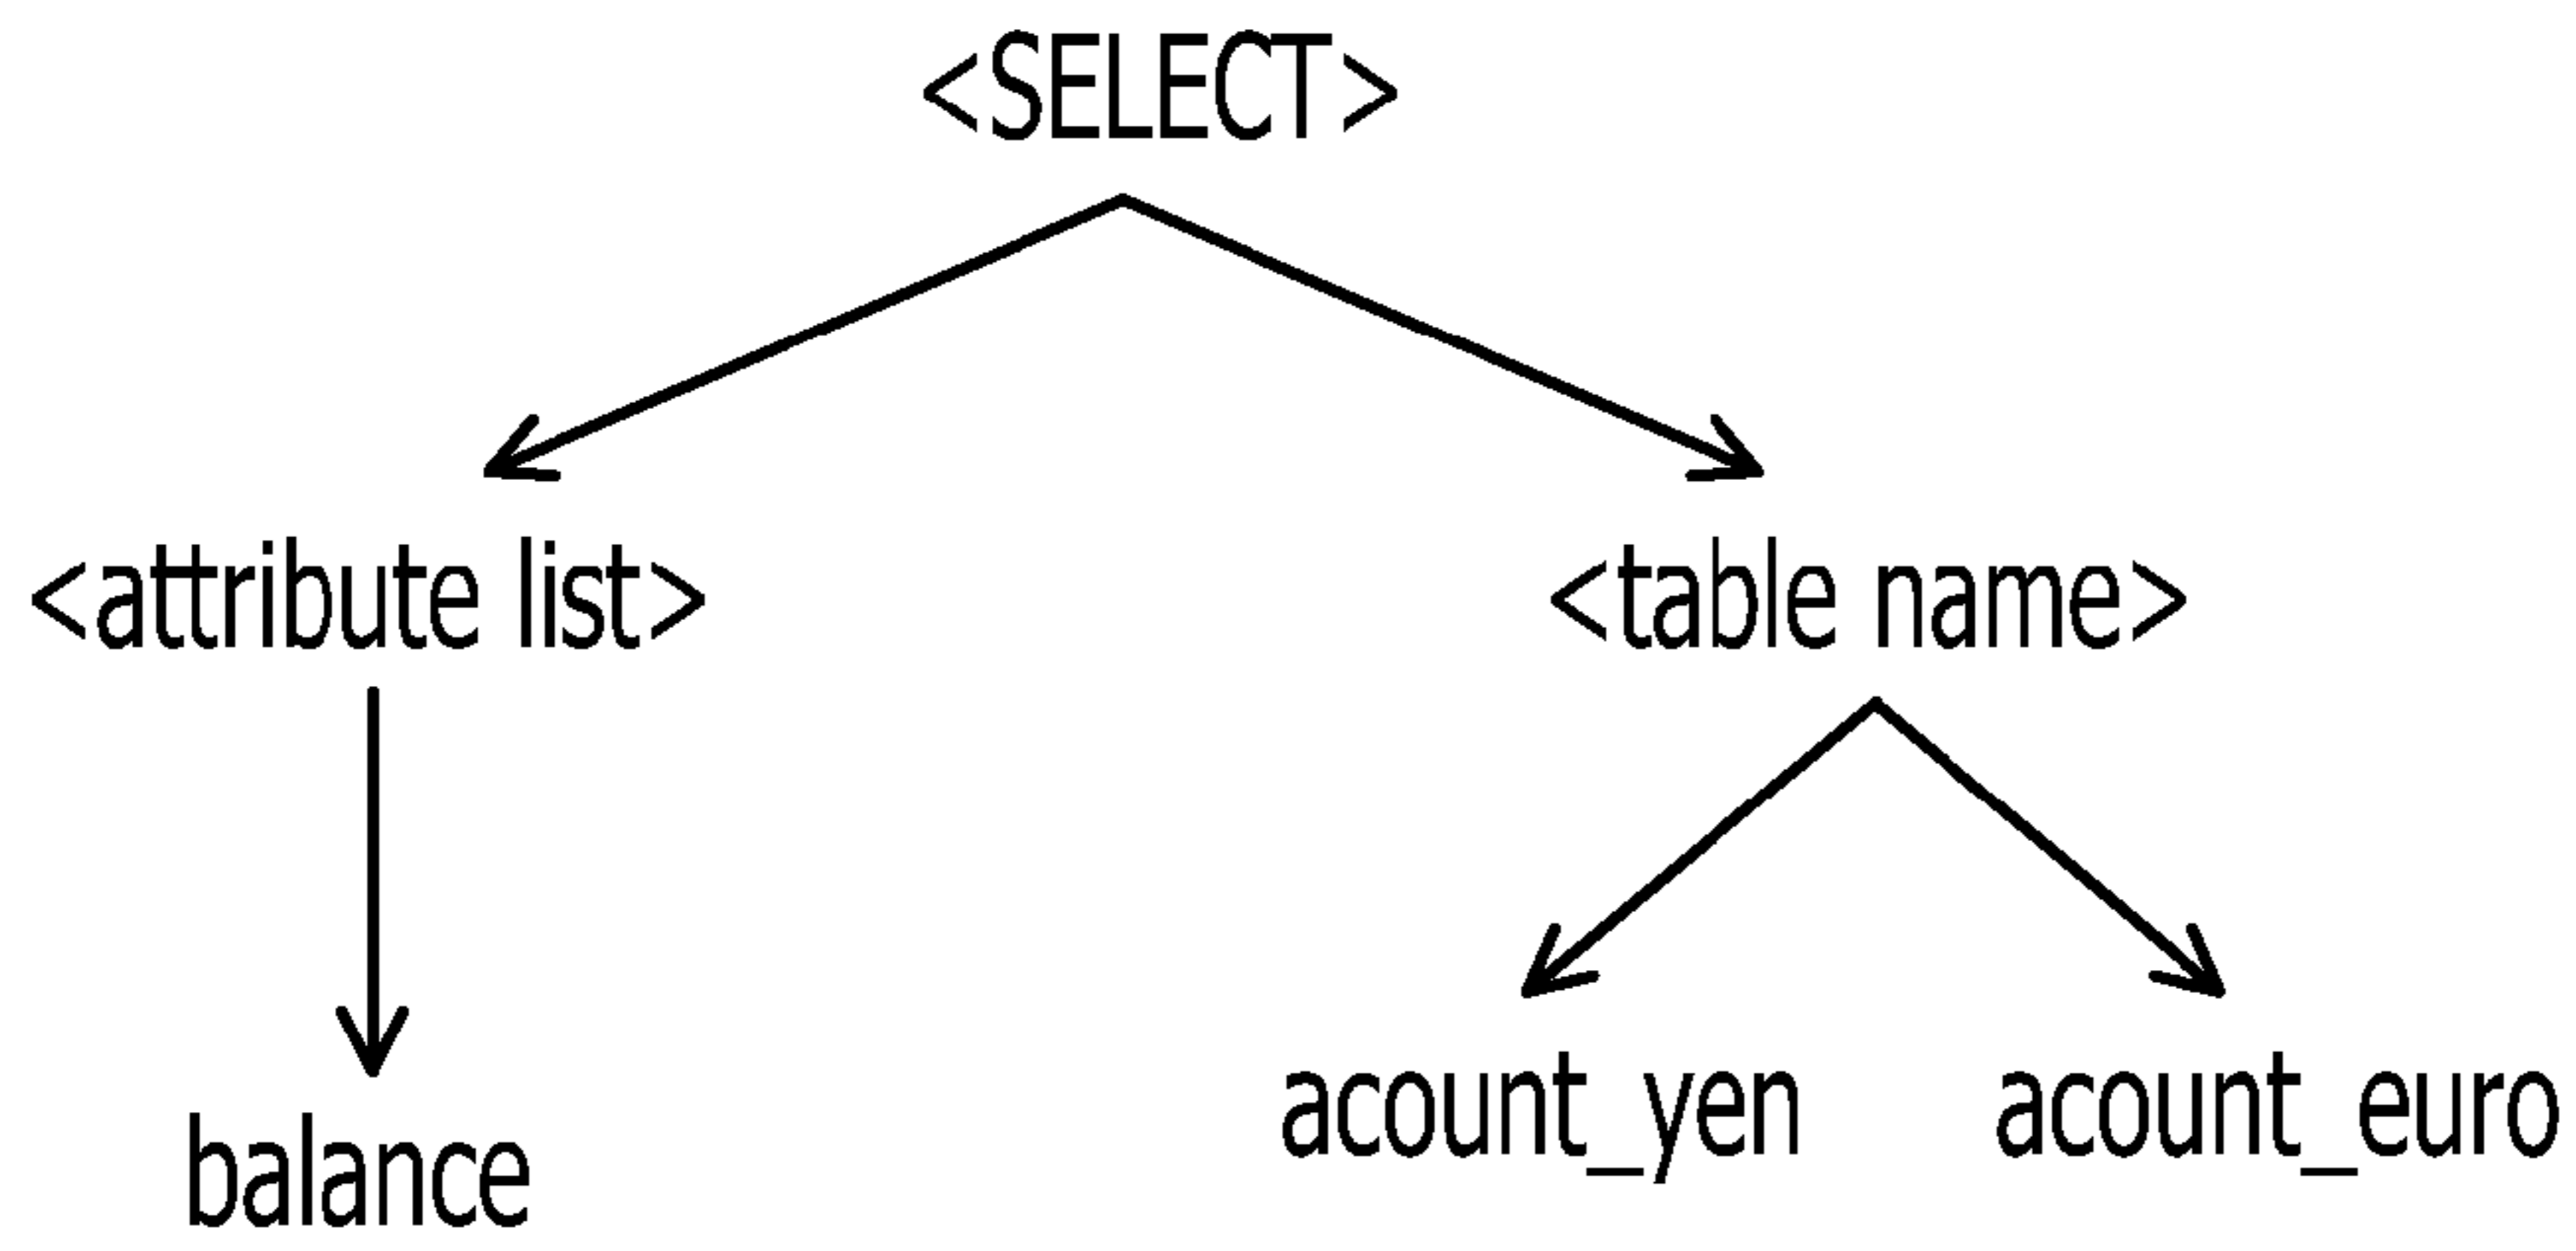 <SELECT>
<attribute list>
<table name>
balance
acount_yen
acount_euro